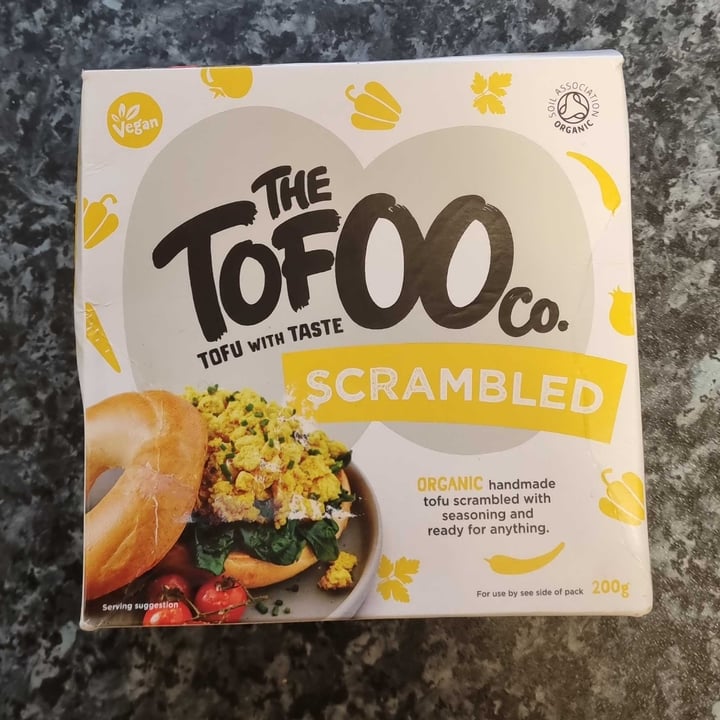 Vegan
SOIL ASSOCIATION
ORGANIC
THE
TOFOO
Co.
TOFU WITH TASTE
SCRAMBLED
ORGANIC handmade
tofu scrambled with
seasoning and
ready for anything.
Serving suggestion
For use by see side of pack 200g